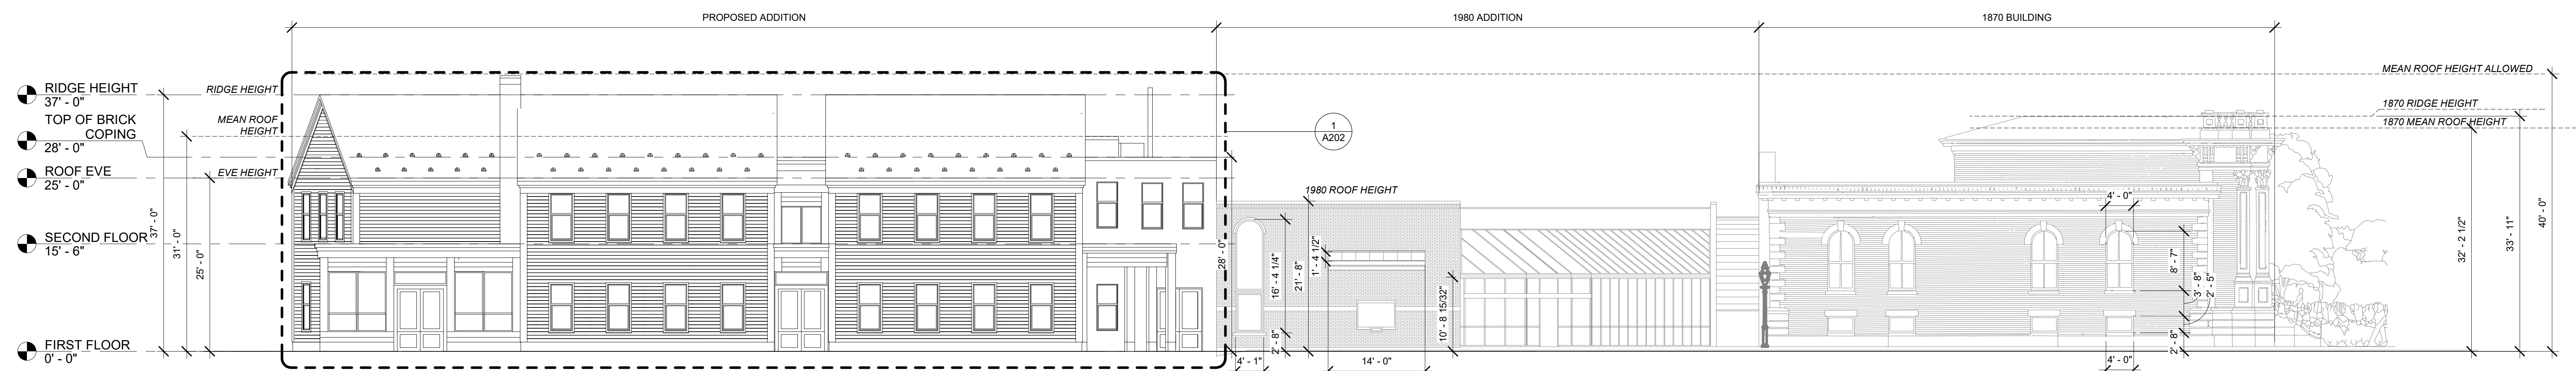 PROPOSED ADDITION
1980 ADDITION
1870 BUILDING
RIDGE HEIGHT
37' - 0"
TOP OF BRICK
COPING
28' - 0"
ROOF EVE
25' - 0"
SECOND FLOOR
15' - 6"
FIRST FLOOR
0' - 0"
37' - 0"
31' - 0"
25' - 0"
RIDGE HEIGHT
MEAN ROOF
HEIGHT
EVE HEIGHT
28' - 0"
1
A202
1980 ROOF HEIGHT
4' - 1"
2' - 8"
16' - 4 1/4"
21' - 8"
1' - 4 1/2"
14' - 0"
10' - 8 15/32"
4' - 0"
8' - 7"
3' - 8"
2' - 5"
2' - 8"
4' - 0"
MEAN ROOF HEIGHT ALLOWED
1870 RIDGE HEIGHT
1870 MEAN ROOF HEIGHT
32' - 2 1/2"
33' - 11"
40' - 0"